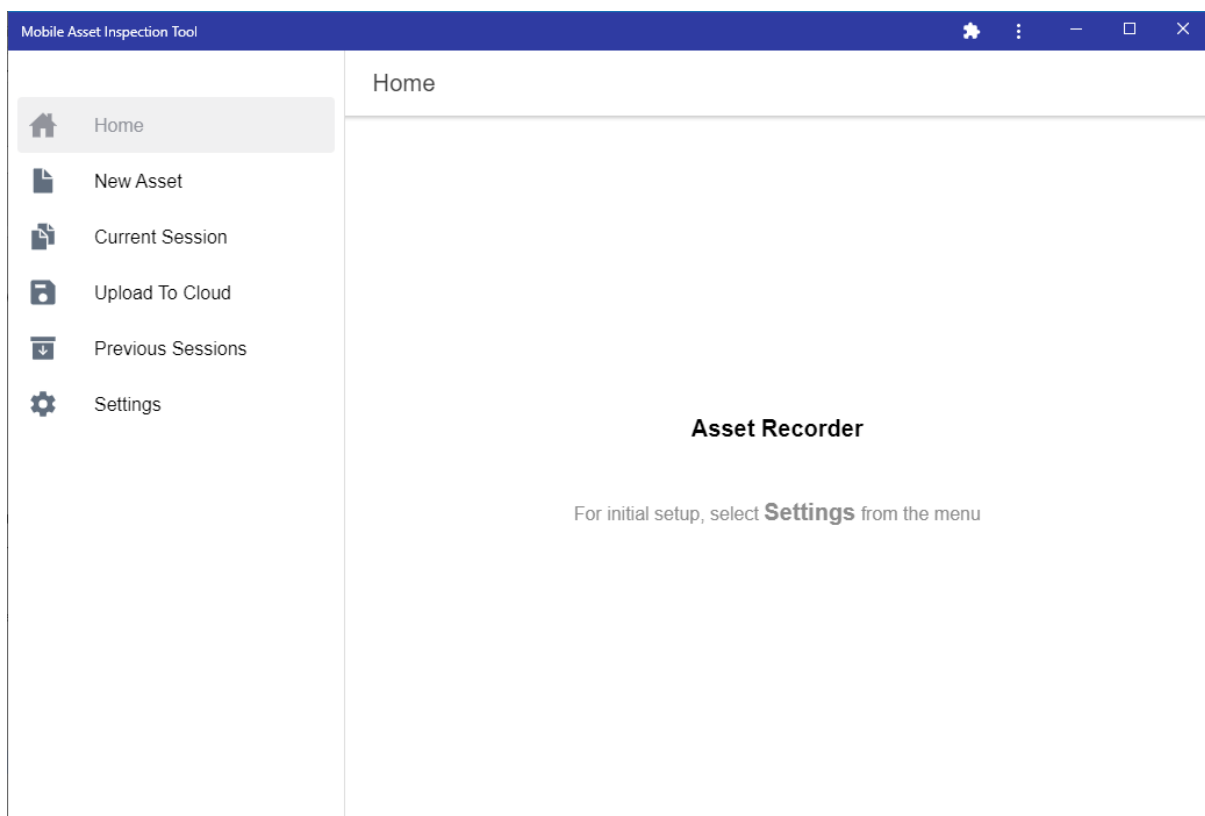 Mobile Asset Inspection Tool
Home
Home
New Asset
Current Session
Upload To Cloud
Previous Sessions
Settings
Asset Recorder
For initial setup, select Settings from the menu